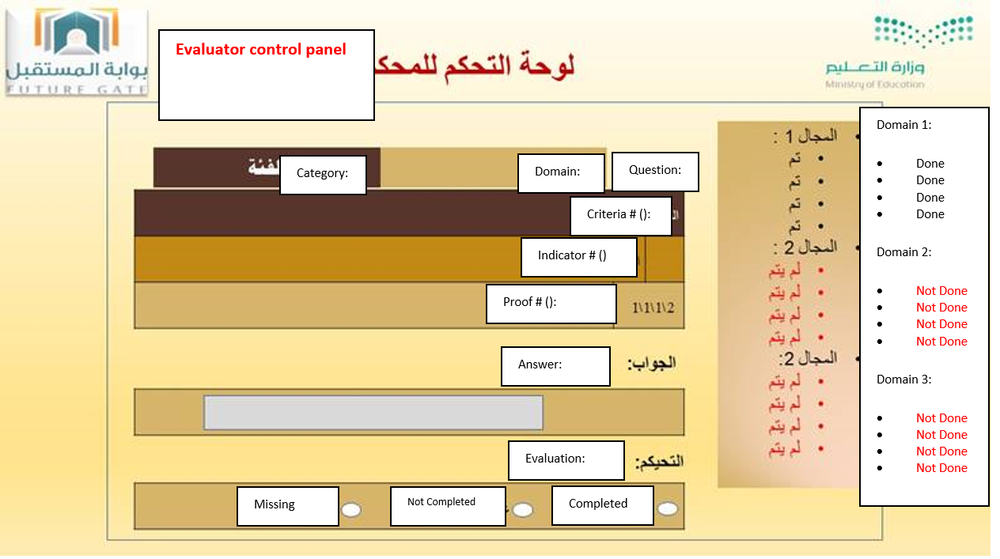 بوابة المستقبل
FUTURE GATE
Evaluator control panel
لوحة التحكم للمحك
وزارة التعـــليم
Ministry of Education
Category:
Domain:
Question:
Criteria # ():
Indicator # ()
Proof # ():
1\1\1\2
الجواب:
Answer:
التحيكم:
Evaluation:
Missing
Not Completed
Completed
المجال 1 :
تم
تم
تم
تم
المجال 2 :
لم يتم
لم يتم
لم يتم
لم يتم
المجال 2:
لم يتم
لم يتم
لم يتم
لم يتم
Domain 1:
Done
Done
Done
Done
Domain 2:
Not Done
Not Done
Not Done
Not Done
Domain 3:
Not Done
Not Done
Not Done
Not Done